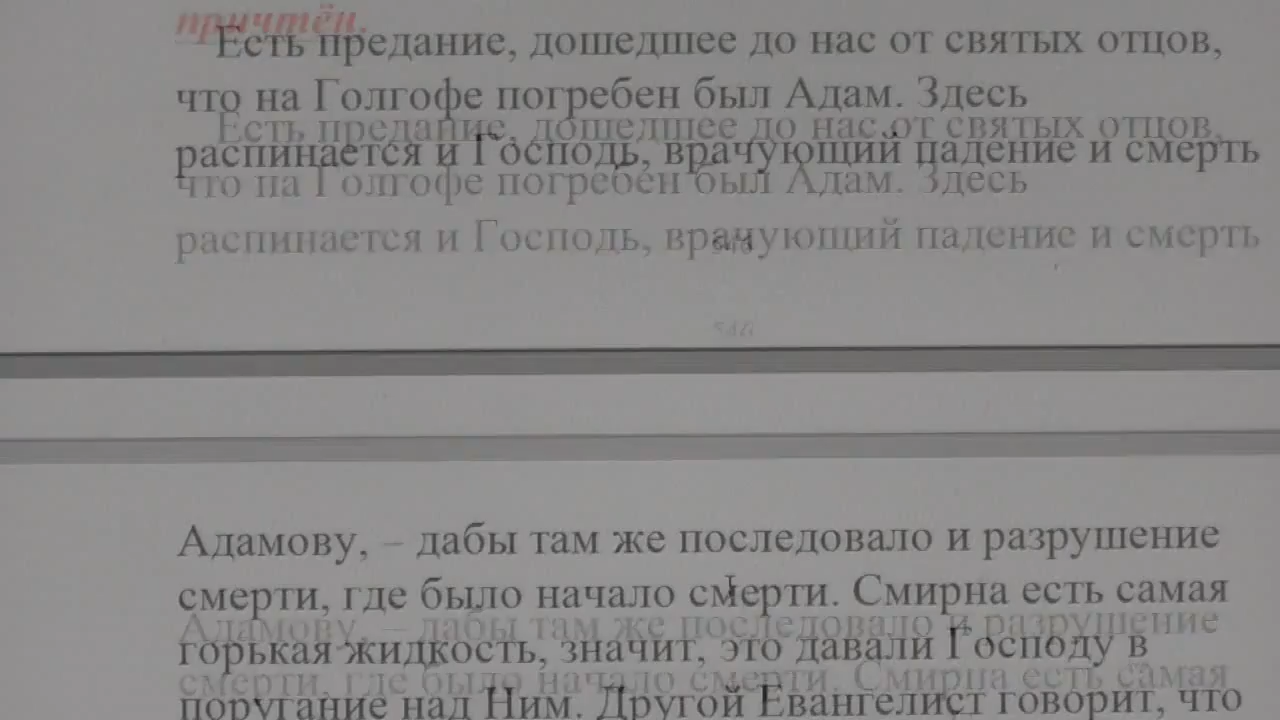 причтён.
Есть предание, дошедшее до нас от святых отцов,
что на Голгофе погребен был Адам. Здесь
распинается и Господь, врачующий падение и смерть
546
Адамову, – дабы там же последовало и разрушение
смерти, где было начало смерти. Смирна есть самая
горькая жидкость, значит, это давали Господу в
поругание над Ним. Другой Евангелист говорит, что